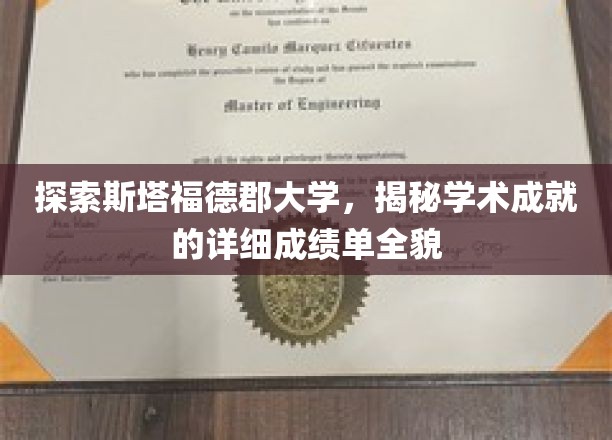 on the recommendation of the Senate
has conferred on
Henry Camilo Marquez Cifuentes
who has completed the prescribed course of study and has passed the required examinations
the Degree of
Master of Engineering
with all the rights and privileges thereto appertaining.
探索斯塔福德郡大学，揭秘学术成就
的详细成绩单全貌